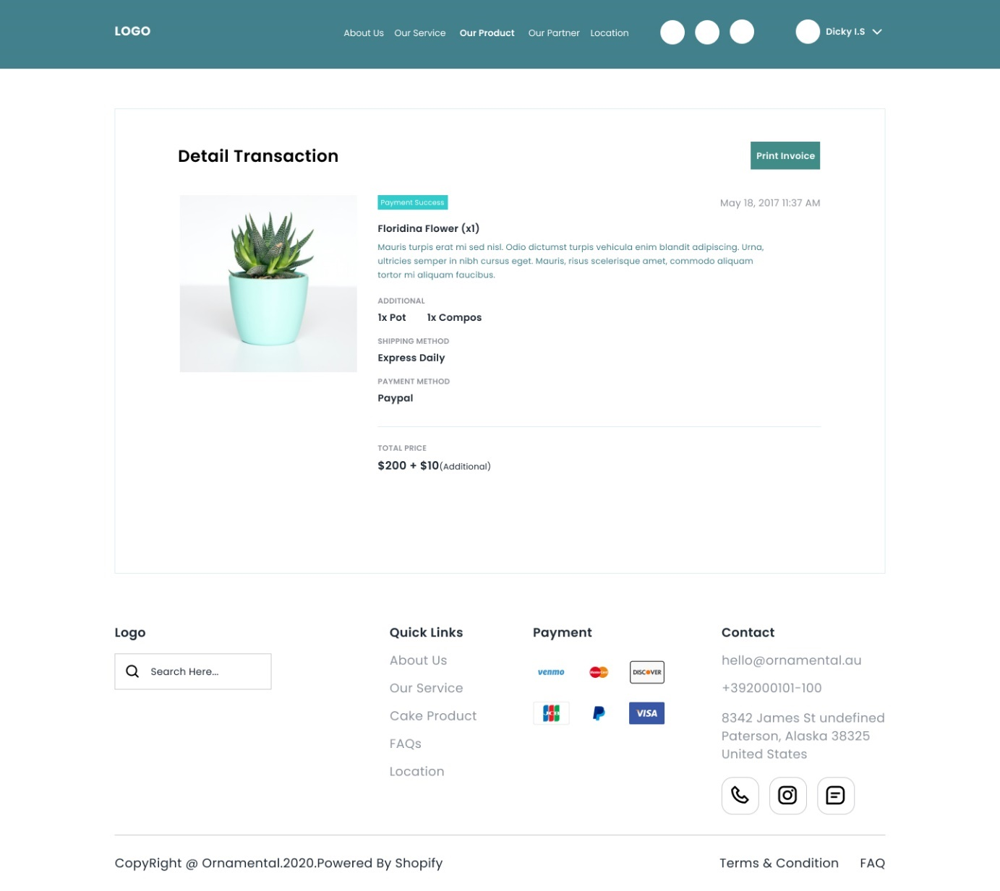 LOGO
About Us
Our Service
Our Product
Our Partner
Location
Dicky I.S
Detail Transaction
Print Invoice
Payment Success
May 18, 2017 11:37 AM
Floridina Flower (x1)
Mauris turpis erat mi sed nisl. Odio dictumst turpis vehicula enim blandit adipiscing. Urna,
ultricies semper in nibh cursus eget. Mauris, risus scelerisque amet, commodo aliquam
tortor mi aliquam faucibus.
ADDITIONAL
1x Pot 1x Compos
SHIPPING METHOD
Express Daily
PAYMENT METHOD
Paypal
TOTAL PRICE
$200 + $10(Additional)
Logo
Search Here...
Quick Links
About Us
Our Service
Cake Product
FAQs
Location
Payment
venmo
MasterCard
DISCOVER
JCB
VISA
Contact
hello@ornamental.au
+392000101-100
8342 James St undefined
Paterson, Alaska 38325
United States
CopyRight @ Ornamental.2020.Powered By Shopify
Terms & Condition
FAQ